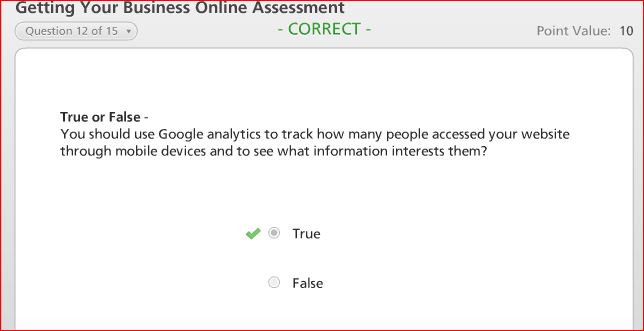 Getting Your Business Online Assessment
Question 12 of 15
- CORRECT -
Point Value: 10
True or False -
You should use Google analytics to track how many people accessed your website
through mobile devices and to see what information interests them?
True
False